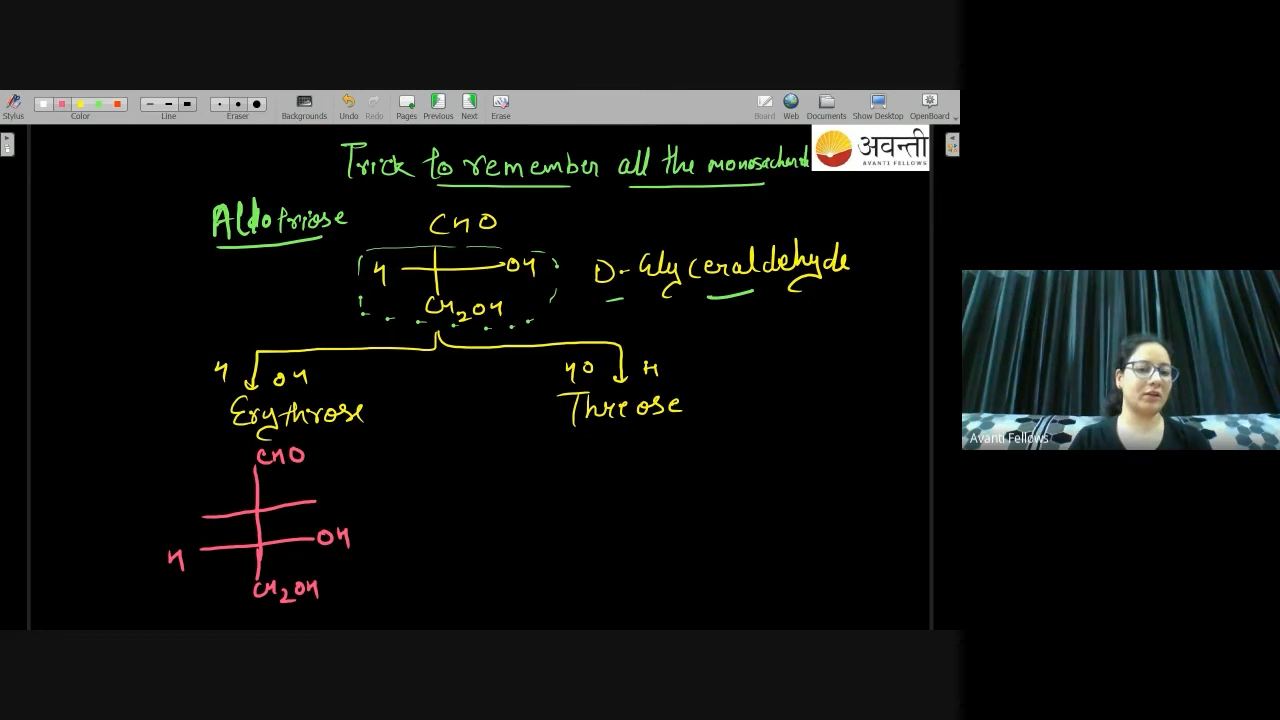 Stylus
Color
Line
Eraser
Backgrounds
Undo
Redo
Pages
Previous
Next
Erase
Board
Web
Documents
Show Desktop
OpenBoard
Trick to remember all the monosaccharide
अवन्ती
AVANTI FELLOWS
Aldotriose
CHO
H OH
CH2OH
D-Glyceraldehyde
H OH
HO H
Erythrose
Threose
CHO
H OH
CH2OH
Avanti Fellows